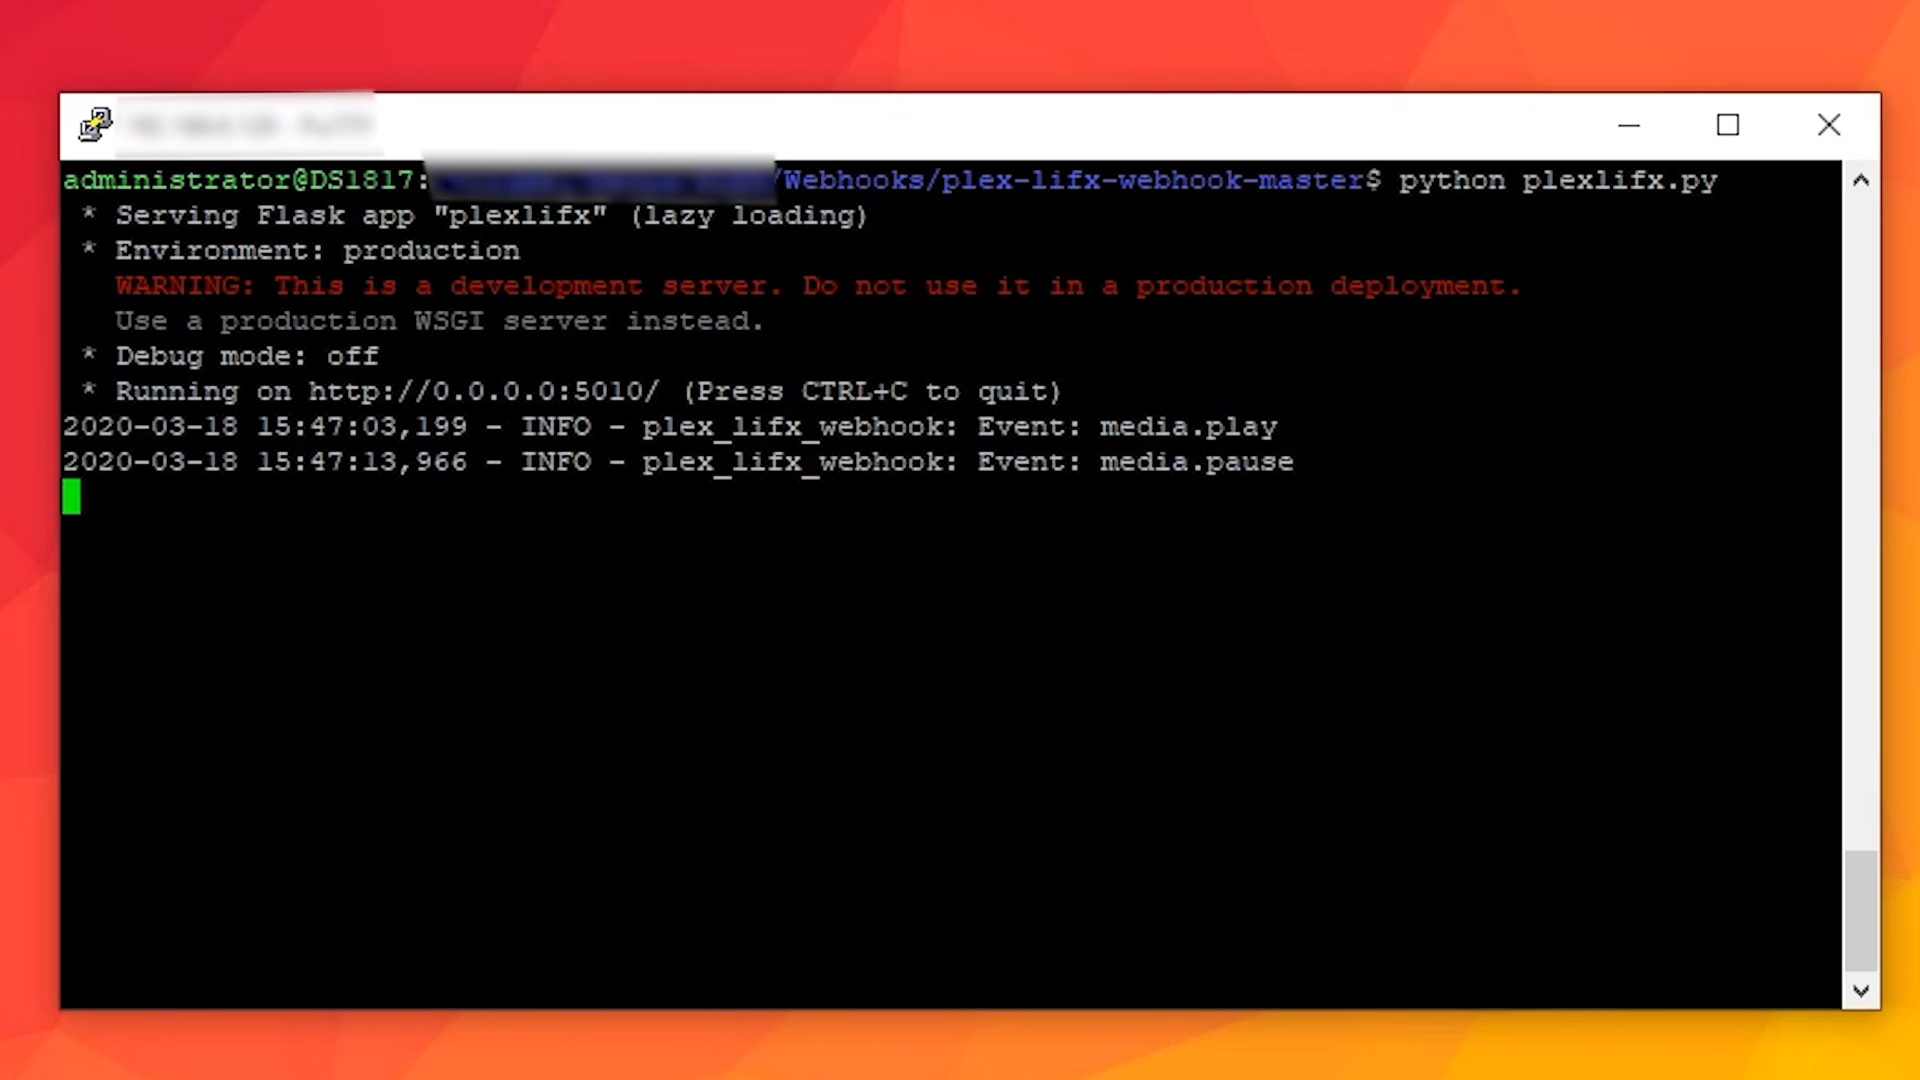 administrator@DS1817: /Webhooks/plex-lifx-webhook-master$ python plexlifx.py
* Serving Flask app "plexlifx" (lazy loading)
* Environment: production
WARNING: This is a development server. Do not use it in a production deployment.
Use a production WSGI server instead.
* Debug mode: off
* Running on http://0.0.0.0:5010/ (Press CTRL+C to quit)
2020-03-18 15:47:03,199 - INFO - plex_lifx_webhook: Event: media.play
2020-03-18 15:47:13,966 - INFO - plex_lifx_webhook: Event: media.pause